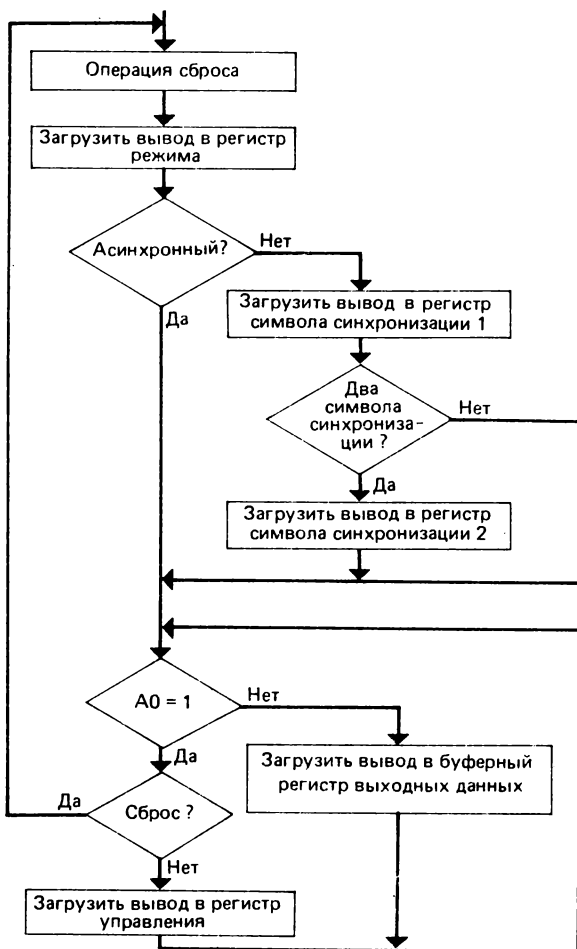 Операция сброса
Загрузить вывод в регистр
режима
Асинхронный?
Нет
Да
Загрузить вывод в регистр
символа синхронизации 1
Два
символа
синхрониза-
ции ?
Нет
Да
Загрузить вывод в регистр
символа синхронизации 2
A0 = 1
Нет
Да
Загрузить вывод в буферный
регистр выходных данных
Да
Сброс ?
Нет
Загрузить вывод в регистр
управления